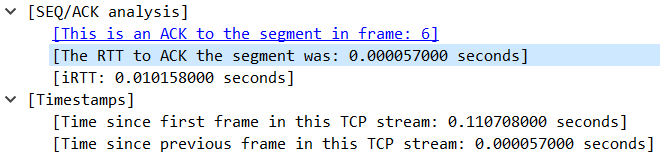 [SEQ/ACK analysis]
[This is an ACK to the segment in frame: 6]
[The RTT to ACK the segment was: 0.000057000 seconds]
[iRTT: 0.010158000 seconds]
[Timestamps]
[Time since first frame in this TCP stream: 0.110708000 seconds]
[Time since previous frame in this TCP stream: 0.000057000 seconds]